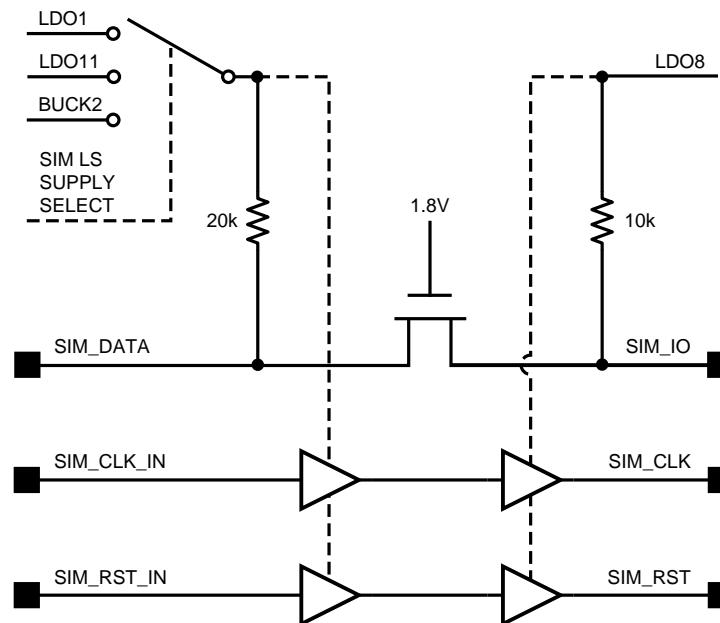 LDO1
LDO8
LDO11
BUCK2
SIM LS
SUPPLY
SELECT
20k
1.8V
10k
SIM_DATA
SIM_IO
SIM_CLK_IN
SIM_CLK
SIM_RST_IN
SIM_RST